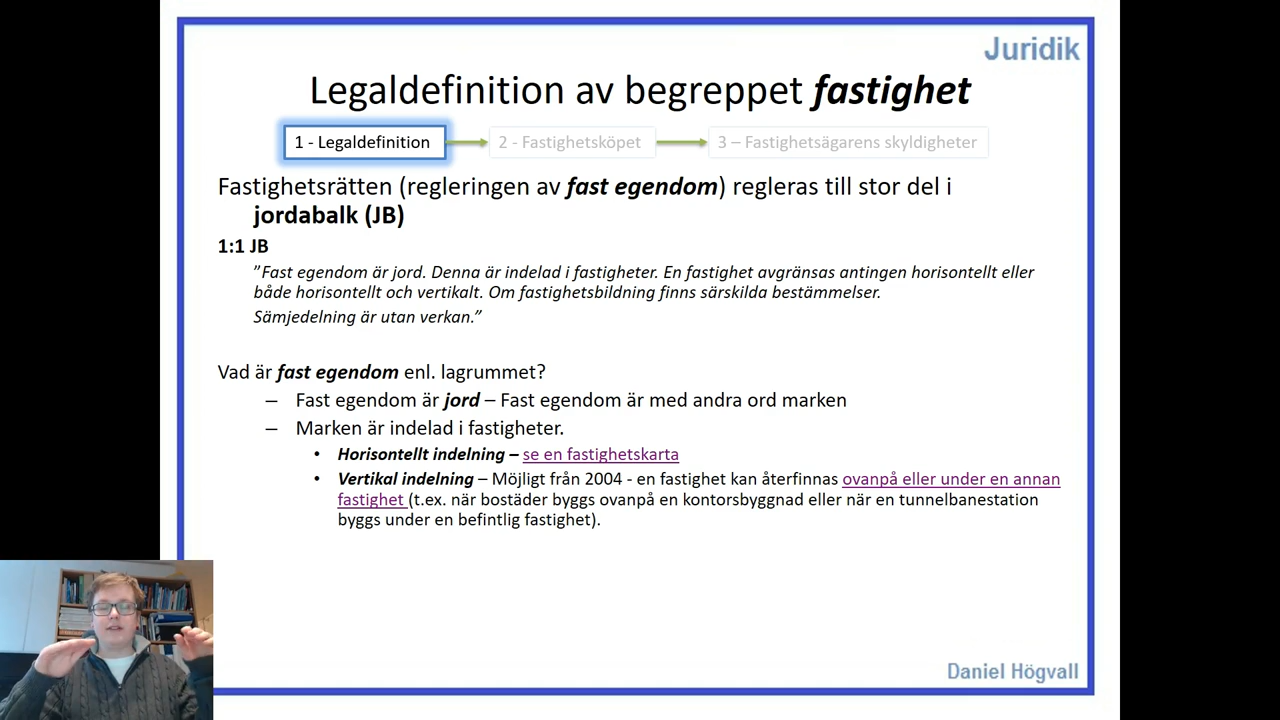 Juridik
Legaldefinition av begreppet fastighet
1 - Legaldefinition
2 - Fastighetsköpet
3 – Fastighetsägarens skyldigheter
Fastighetsrätten (regleringen av fast egendom) regleras till stor del i
jordabalk (JB)
1:1 JB
”Fast egendom är jord. Denna är indelad i fastigheter. En fastighet avgränsas antingen horisontellt eller
både horisontellt och vertikalt. Om fastighetsbildning finns särskilda bestämmelser.
Sämjedelning är utan verkan.”
Vad är fast egendom enl. lagrummet?
– Fast egendom är jord – Fast egendom är med andra ord marken
– Marken är indelad i fastigheter.
• Horisontellt indelning – se en fastighetskarta
• Vertikal indelning – Möjligt från 2004 - en fastighet kan återfinnas ovanpå eller under en annan
fastighet (t.ex. när bostäder byggs ovanpå en kontorsbyggnad eller när en tunnelbanestation
byggs under en befintlig fastighet).
Daniel Högvall